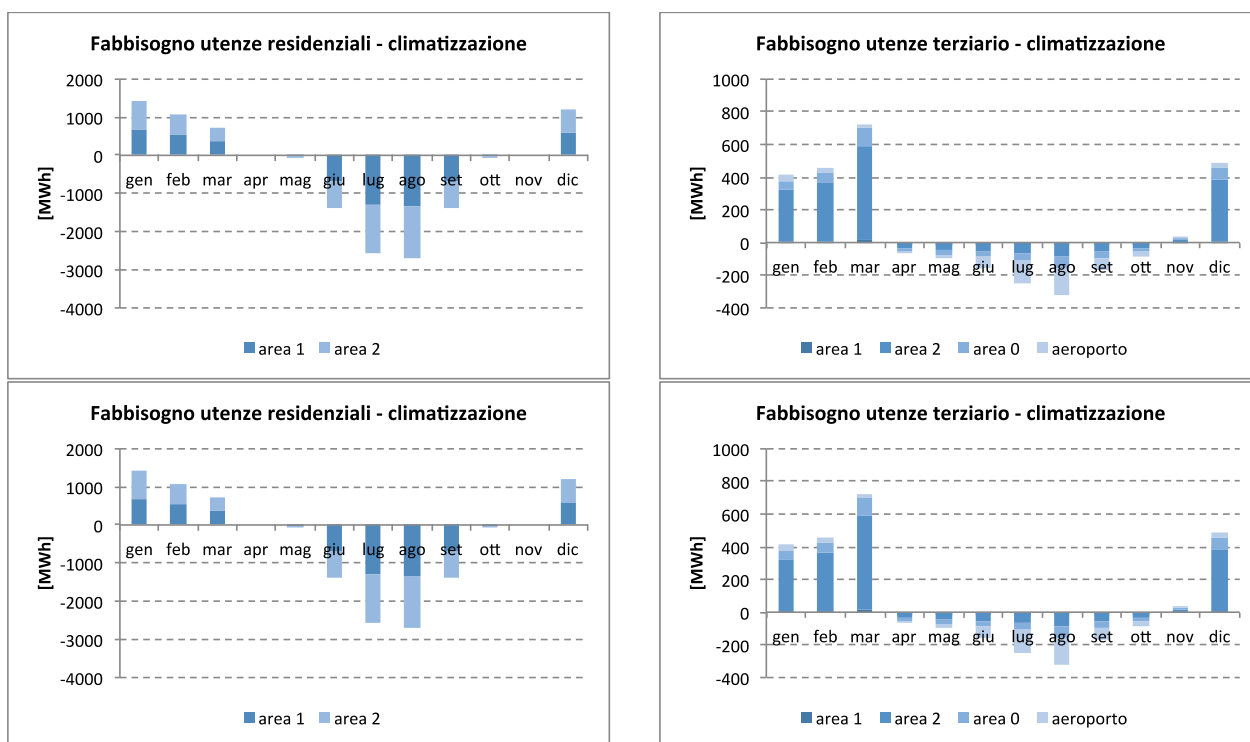 Fabbisogno utenze residenziali - climatizzazione
2000
1000
0
-1000
-2000
-3000
-4000
[MWh]
gen feb mar apr mag giu lug ago set ott nov dic
area 1 area 2
Fabbisogno utenze terziario - climatizzazione
1000
800
600
400
200
0
-200
-400
[MWh]
gen feb mar apr mag giu lug ago set ott nov dic
area 1 area 2 area 0 aeroporto
Fabbisogno utenze residenziali - climatizzazione
2000
1000
0
-1000
-2000
-3000
-4000
[MWh]
gen feb mar apr mag giu lug ago set ott nov dic
area 1 area 2
Fabbisogno utenze terziario - climatizzazione
1000
800
600
400
200
0
-200
-400
[MWh]
gen feb mar apr mag giu lug ago set ott nov dic
area 1 area 2 area 0 aeroporto